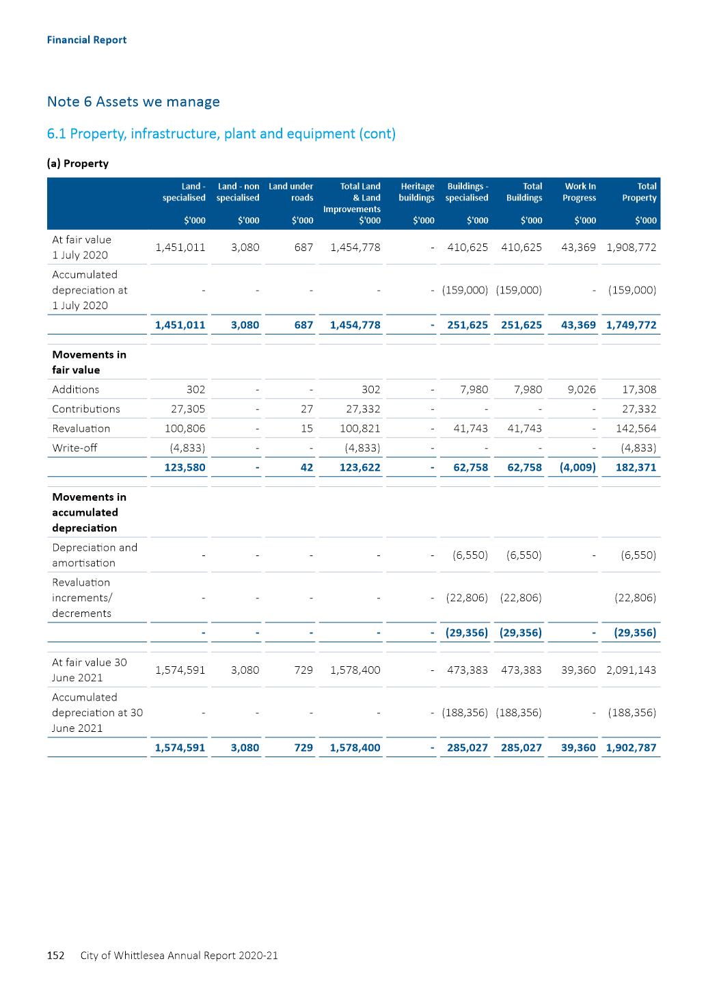 Financial Report
Note 6 Assets we manage
6.1 Property, infrastructure, plant and equipment (cont)
(a) Property
Land - specialised $'000 Land - non specialised $'000 Land under roads $'000 Total Land & Land Improvements $'000 Heritage buildings $'000 Buildings - specialised $'000 Total Buildings $'000 Work In Progress $'000 Total Property $'000
At fair value 1 July 2020 1,451,011 3,080 687 1,454,778 - 410,625 410,625 43,369 1,908,772
Accumulated depreciation at 1 July 2020 - - - - - (159,000) (159,000) - (159,000)
1,451,011 3,080 687 1,454,778 - 251,625 251,625 43,369 1,749,772
Movements in fair value
Additions 302 - - 302 - 7,980 7,980 9,026 17,308
Contributions 27,305 - 27 27,332 - - - - 27,332
Revaluation 100,806 - 15 100,821 - 41,743 41,743 - 142,564
Write-off (4,833) - - (4,833) - - - - (4,833)
123,580 - 42 123,622 - 62,758 62,758 (4,009) 182,371
Movements in accumulated depreciation
Depreciation and amortisation - - - - - (6,550) (6,550) - (6,550)
Revaluation increments/ decrements - - - - - (22,806) (22,806) (22,806)
- - - - - (29,356) (29,356) - (29,356)
At fair value 30 June 2021 1,574,591 3,080 729 1,578,400 - 473,383 473,383 39,360 2,091,143
Accumulated depreciation at 30 June 2021 - - - - - (188,356) (188,356) - (188,356)
1,574,591 3,080 729 1,578,400 - 285,027 285,027 39,360 1,902,787
152 City of Whittlesea Annual Report 2020-21